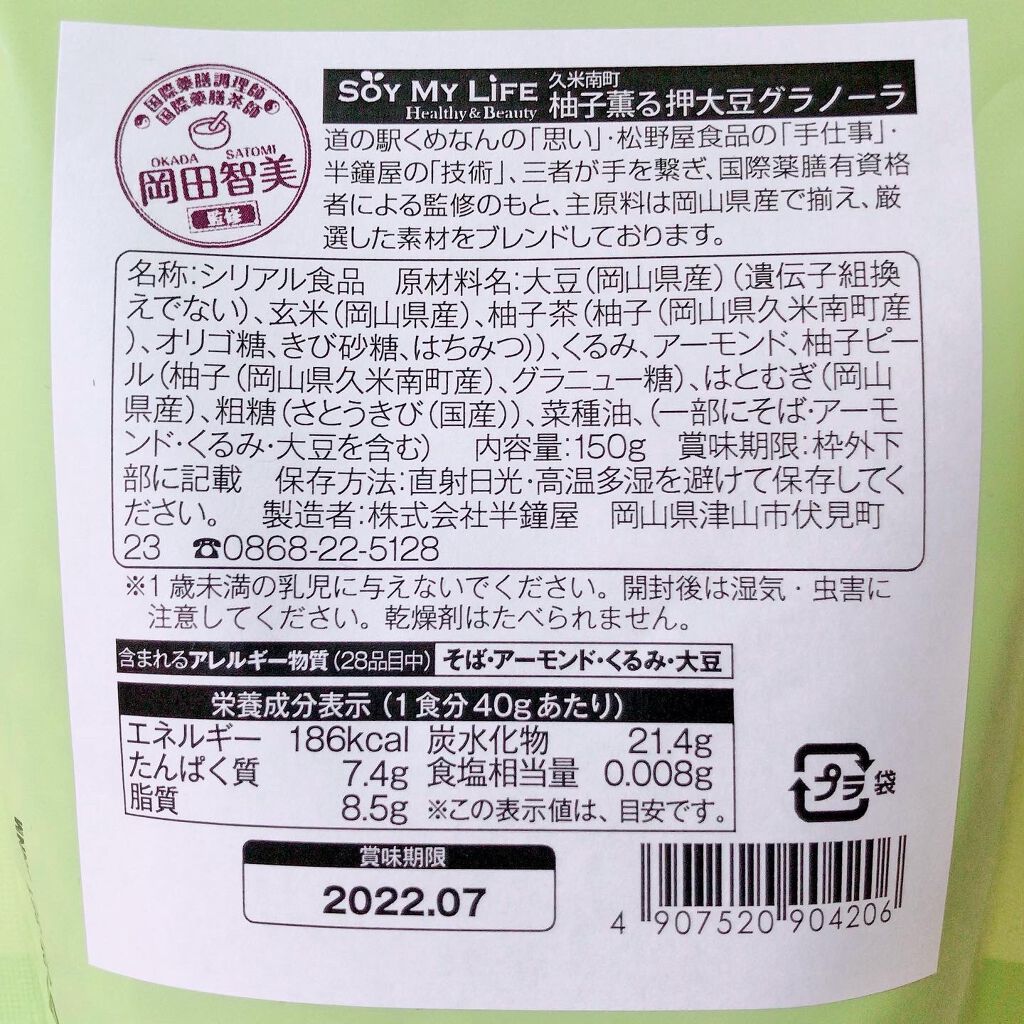 国際薬膳調理師
国際薬膳茶師
OKADA SATOMI
岡田智美
監修
SOY MY LIFE
Healthy & Beauty
久米南町
柚子薫る押大豆グラノーラ
道の駅くめなんの「思い」・松野屋食品の「手仕事」・
半鐘屋の「技術」、三者が手を繋ぎ、国際薬膳有資格
者による監修のもと、主原料は岡山県産で揃え、厳
選した素材をブレンドしております。
名称:シリアル食品 原材料名:大豆(岡山県産)(遺伝子組換
えでない)、玄米(岡山県産)、柚子茶(柚子(岡山県久米南町産
)、オリゴ糖、きび砂糖、はちみつ))、くるみ、アーモンド、柚子ピー
ル(柚子(岡山県久米南町産)、グラニュー糖)、はとむぎ(岡山
県産)、粗糖(さとうきび(国産))、菜種油、(一部にそば・アーモ
ンド・くるみ・大豆を含む) 内容量:150g 賞味期限:枠外下
部に記載 保存方法:直射日光・高温多湿を避けて保存してく
ださい。 製造者:株式会社半鐘屋 岡山県津山市伏見町
23 ☎0868-22-5128
※1歳未満の乳児に与えないでください。開封後は湿気・虫害に
注意してください。乾燥剤はたべられません。
含まれるアレルギー物質(28品目中) そば・アーモンド・くるみ・大豆
栄養成分表示(1食分40gあたり)
エネルギー 186kcal 炭水化物 21.4g
たんぱく質 7.4g 食塩相当量 0.008g
脂質 8.5g ※この表示値は、目安です。
プラ 袋
賞味期限
2022.07
4 907520 904206